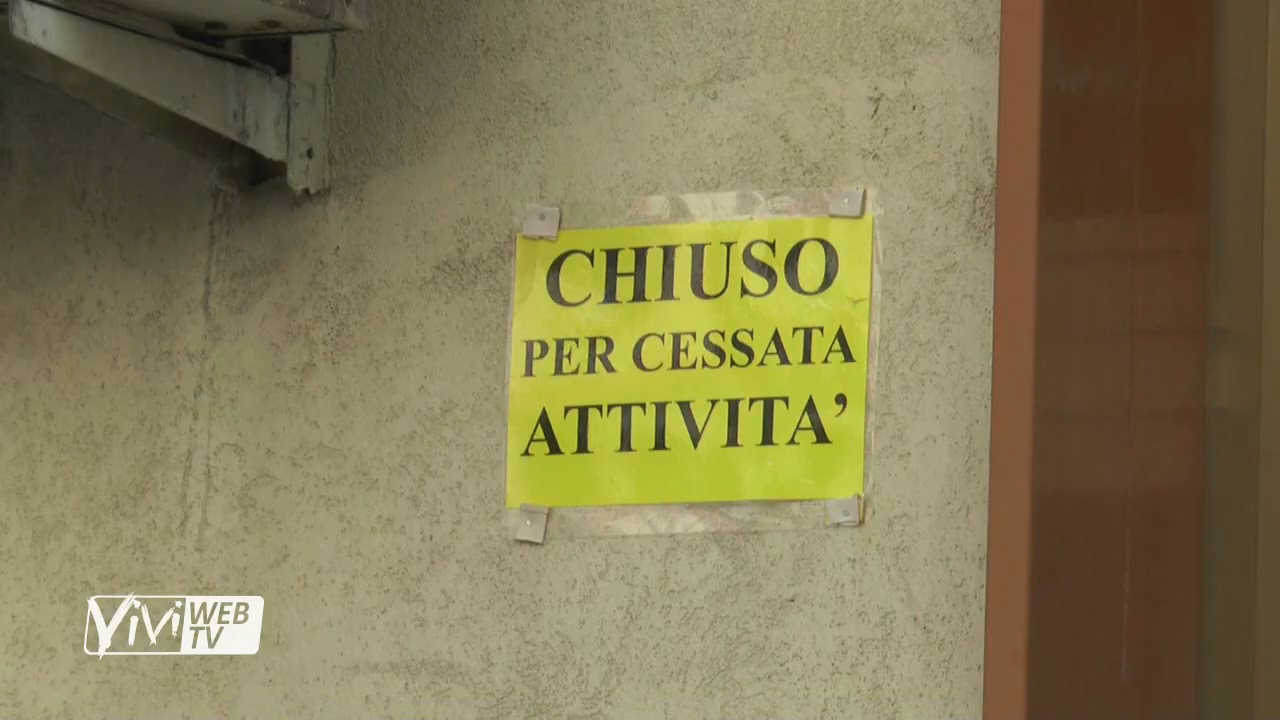 CHIUSO
PER CESSATA
ATTIVITA’
ViVi WEB
TV